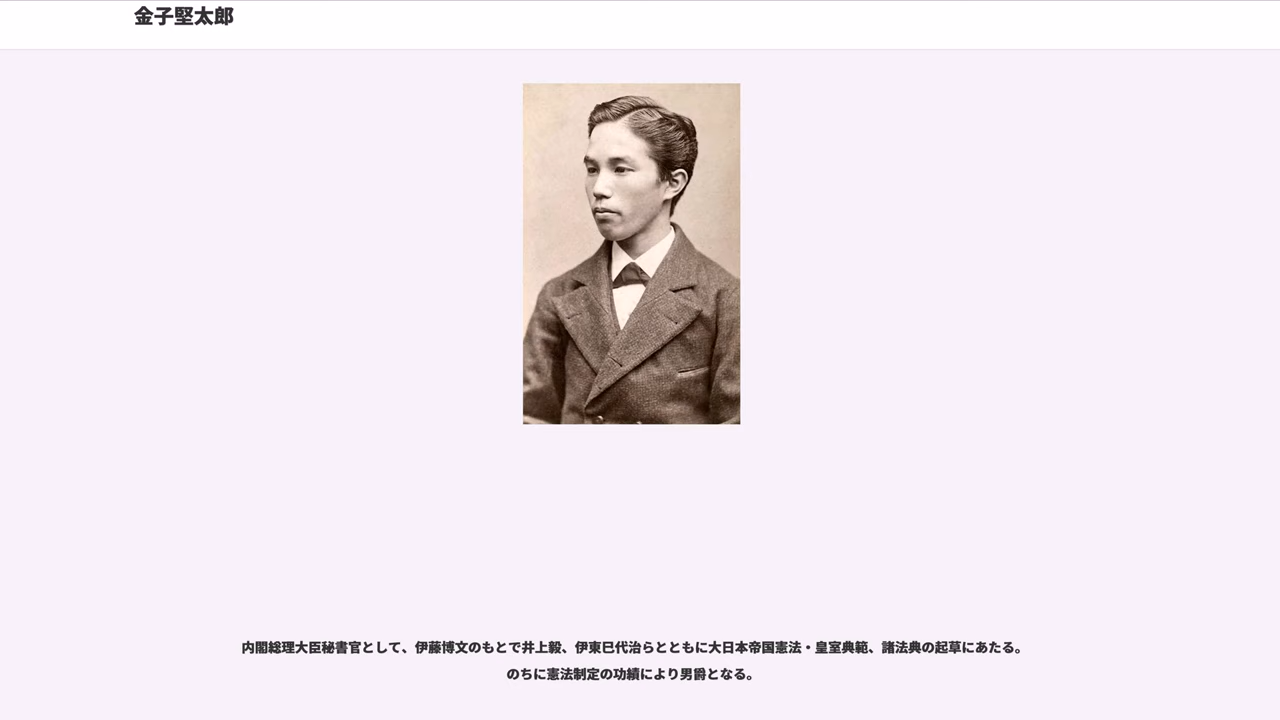 金子堅太郎
内閣総理大臣秘書官として、伊藤博文のもとで井上毅、伊東巳代治らとともに大日本帝国憲法・皇室典範、諸法典の起草にあたる。
のちに憲法制定の功績により男爵となる。